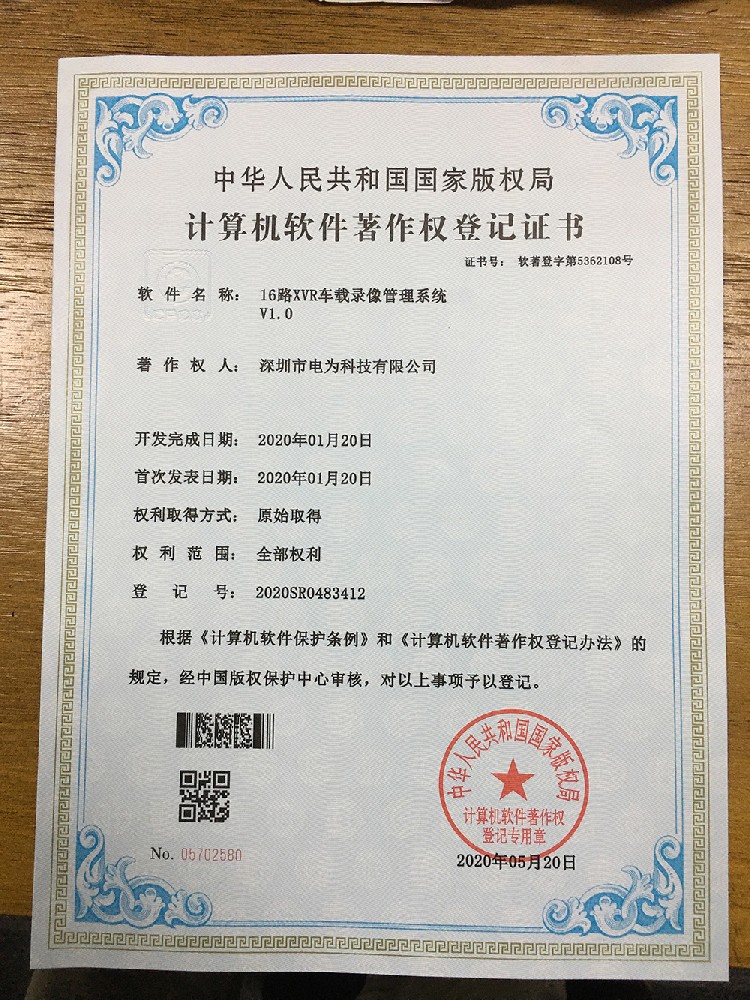 中华人民共和国国家版权局
计算机软件著作权登记证书
证书号： 软著登字第5362108号
软件名称： 16路XVR车载录像管理系统
V1.0
著作权人： 深圳市电为科技有限公司
开发完成日期： 2020年01月20日
首次发表日期： 2020年01月20日
权利取得方式： 原始取得
权利范围： 全部权利
登记号： 2020SR0483412
根据《计算机软件保护条例》和《计算机软件著作权登记办法》的
规定，经中国版权保护中心审核，对以上事项予以登记。
中华人民共和国国家版权局
计算机软件著作权
登记专用章
No. 05702580
2020年05月20日